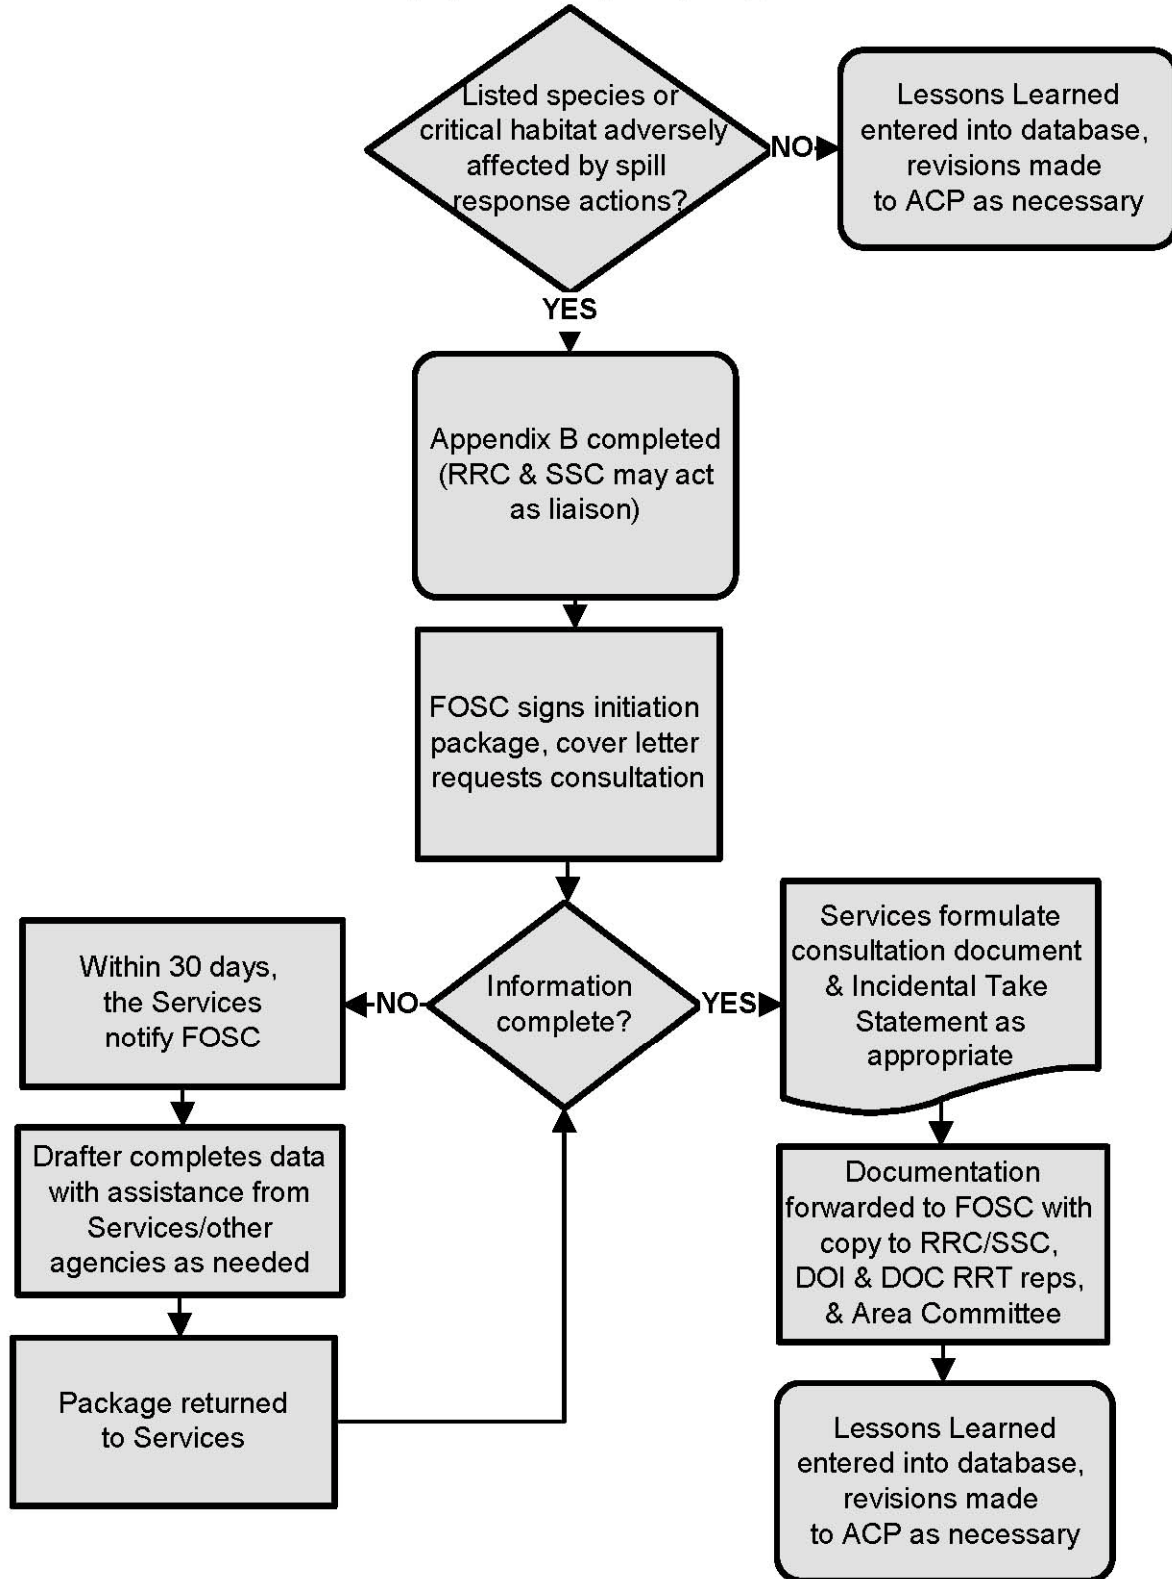 Listed species or
critical habitat adversely
affected by spill
response actions?
NO
Lessons Learned
entered into database,
revisions made
to ACP as necessary
YES
Appendix B completed
(RRC & SSC may act
as liaison)
FOSC signs initiation
package, cover letter
requests consultation
Information
complete?
NO
Within 30 days,
the Services
notify FOSC
Drafter completes data
with assistance from
Services/other
agencies as needed
Package returned
to Services
YES
Services formulate
consultation document
& Incidental Take
Statement as
appropriate
Documentation
forwarded to FOSC with
copy to RRC/SSC,
DOI & DOC RRT reps,
& Area Committee
Lessons Learned
entered into database,
revisions made
to ACP as necessary